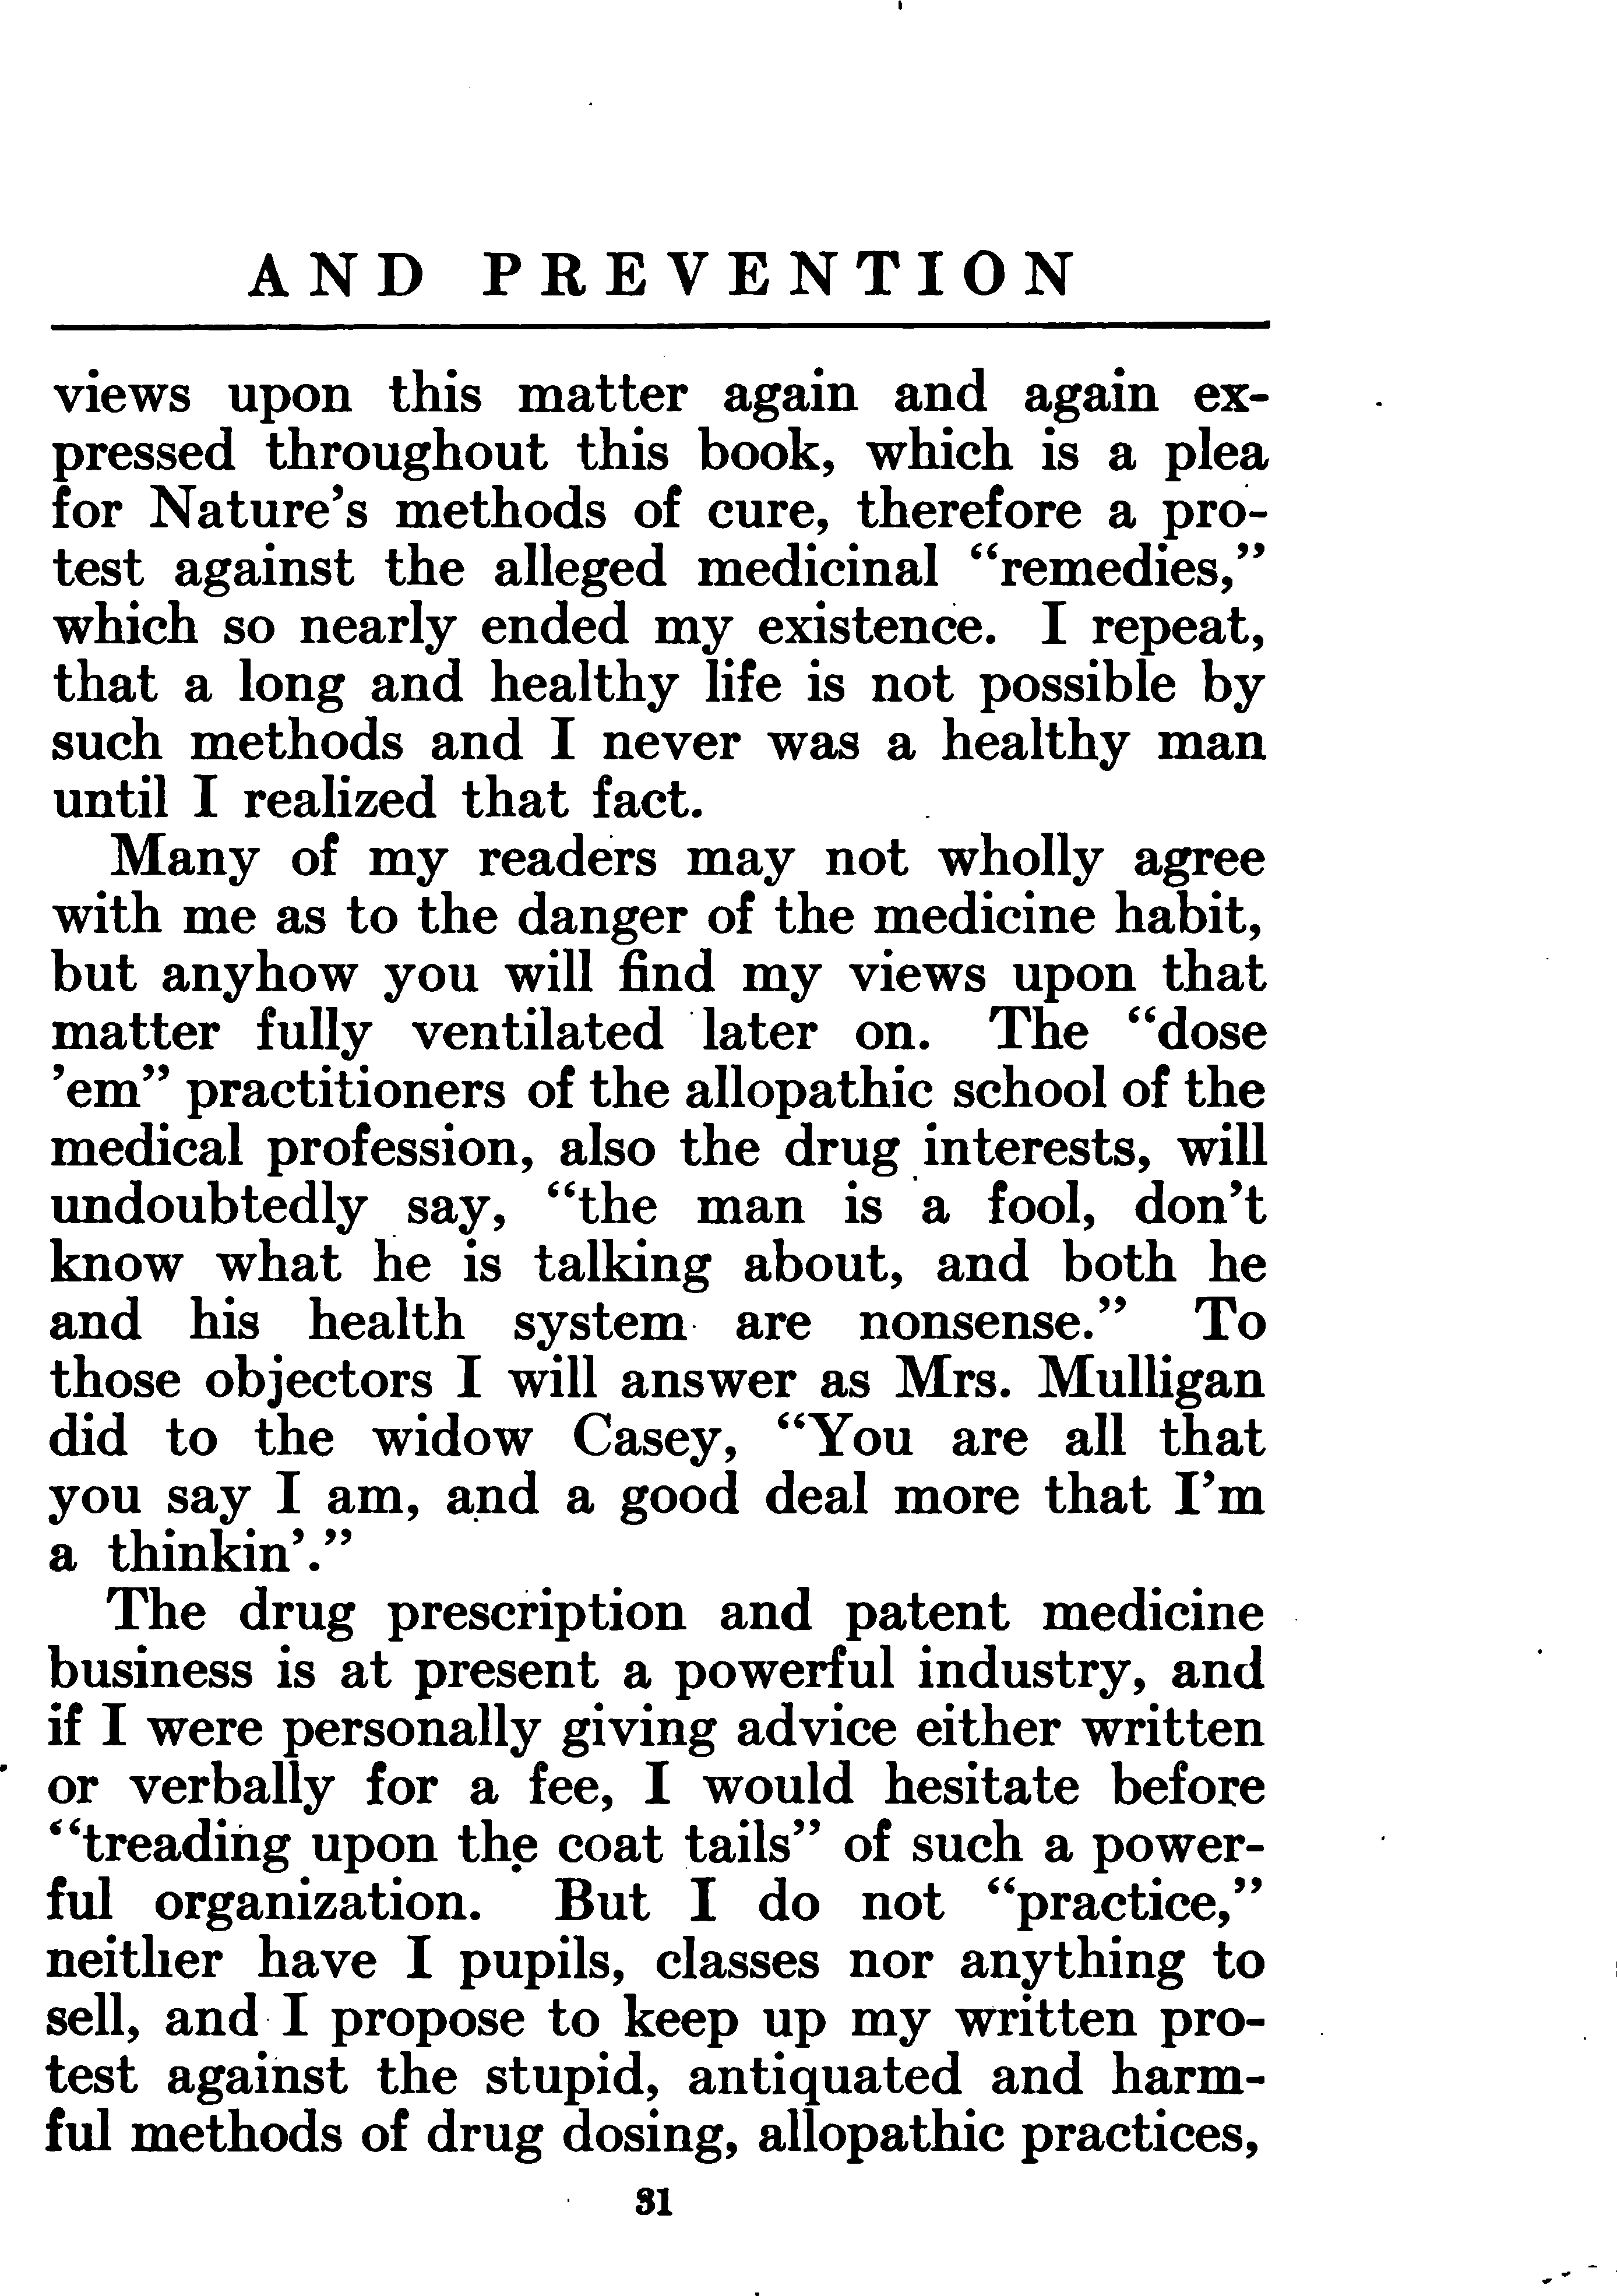 AND PREVENTION
views upon this matter again and again ex-
pressed throughout this book, which is a plea
for Nature's methods of cure, therefore a pro-
test against the alleged medicinal “remedies,”
which so nearly ended my existence. I repeat,
that a long and healthy life is not possible by
such methods and I never was a healthy man
until I realized that fact.
Many of my readers may not wholly agree
with me as to the danger of the medicine habit,
but anyhow you will find my views upon that
matter fully ventilated later on. The “dose
'em” practitioners of the allopathic school of the
medical profession, also the drug interests, will
undoubtedly say, “the man is a fool, don't
know what he is talking about, and both he
and his health system are nonsense.” To
those objectors I will answer as Mrs. Mulligan
did to the widow Casey, “You are all that
you say I am, and a good deal more that I'm
a thinkin'.”
The drug prescription and patent medicine
business is at present a powerful industry, and
if I were personally giving advice either written
or verbally for a fee, I would hesitate before
“treading upon the coat tails” of such a power-
ful organization. But I do not “practice,”
neither have I pupils, classes nor anything to
sell, and I propose to keep up my written pro-
test against the stupid, antiquated and harm-
ful methods of drug dosing, allopathic practices,
31